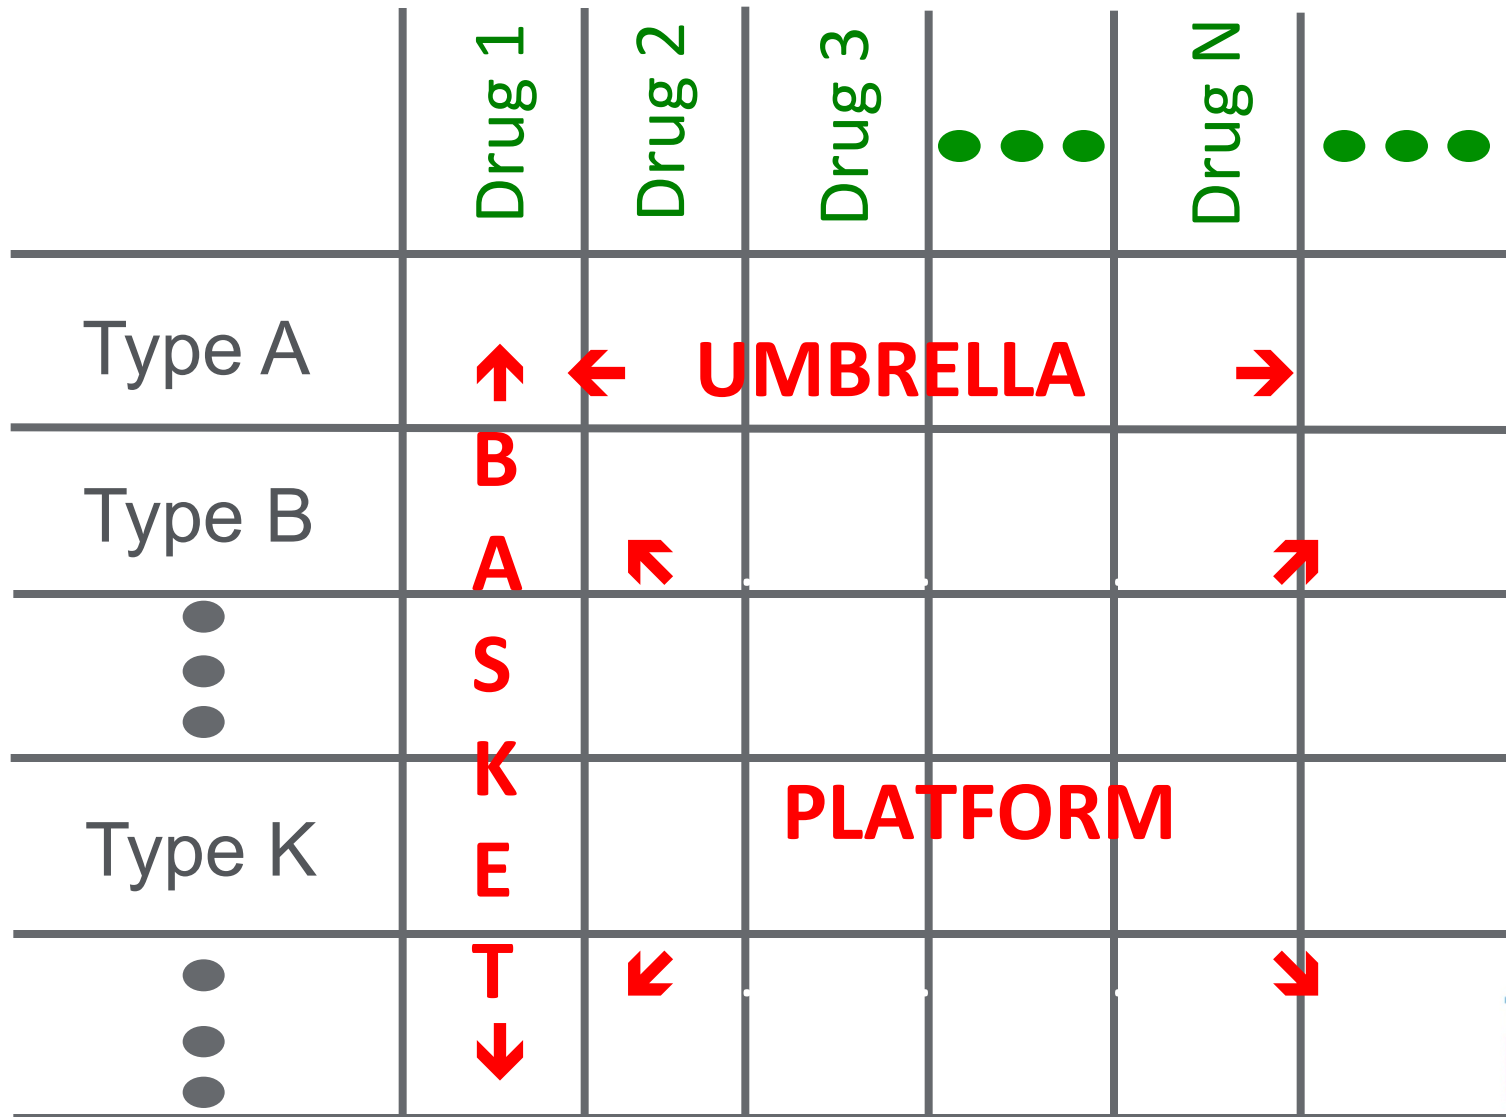 Drug 1
Drug 2
Drug 3
Drug N
Type A
UMBRELLA
Type B
BASKET
Type K
PLATFORM